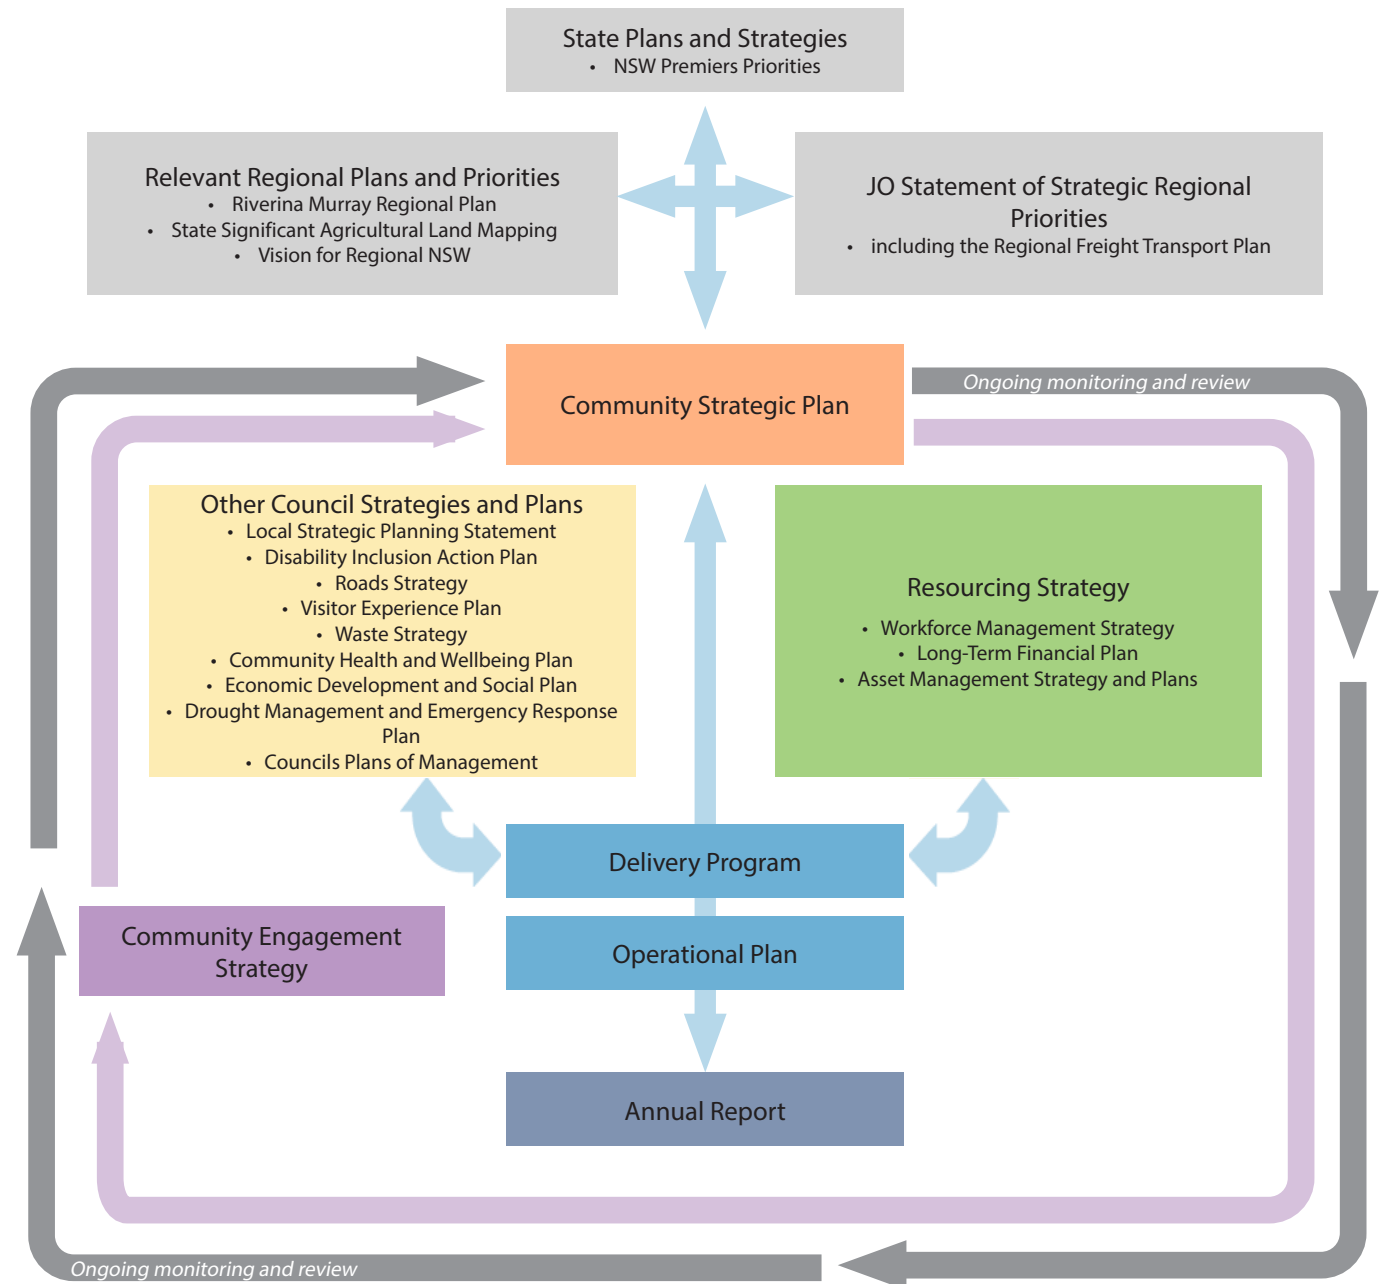 State Plans and Strategies
• NSW Premiers Priorities
Relevant Regional Plans and Priorities
• Riverina Murray Regional Plan
• State Significant Agricultural Land Mapping
• Vision for Regional NSW
JO Statement of Strategic Regional
Priorities
• including the Regional Freight Transport Plan
Community Strategic Plan
Ongoing monitoring and review
Other Council Strategies and Plans
• Local Strategic Planning Statement
• Disability Inclusion Action Plan
• Roads Strategy
• Visitor Experience Plan
• Waste Strategy
• Community Health and Wellbeing Plan
• Economic Development and Social Plan
• Drought Management and Emergency Response
Plan
• Councils Plans of Management
Resourcing Strategy
• Workforce Management Strategy
• Long-Term Financial Plan
• Asset Management Strategy and Plans
Delivery Program
Community Engagement
Strategy
Operational Plan
Annual Report
Ongoing monitoring and review